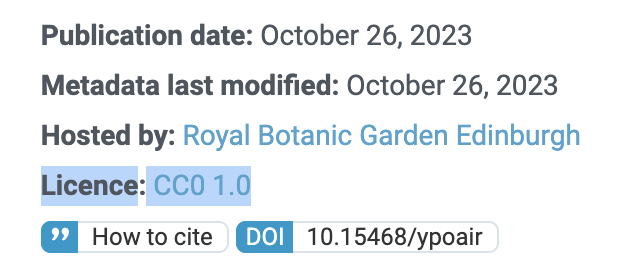 Publication date: October 26, 2023
Metadata last modified: October 26, 2023
Hosted by: Royal Botanic Garden Edinburgh
Licence: CC0 1.0
” How to cite DOI 10.15468/ypoair